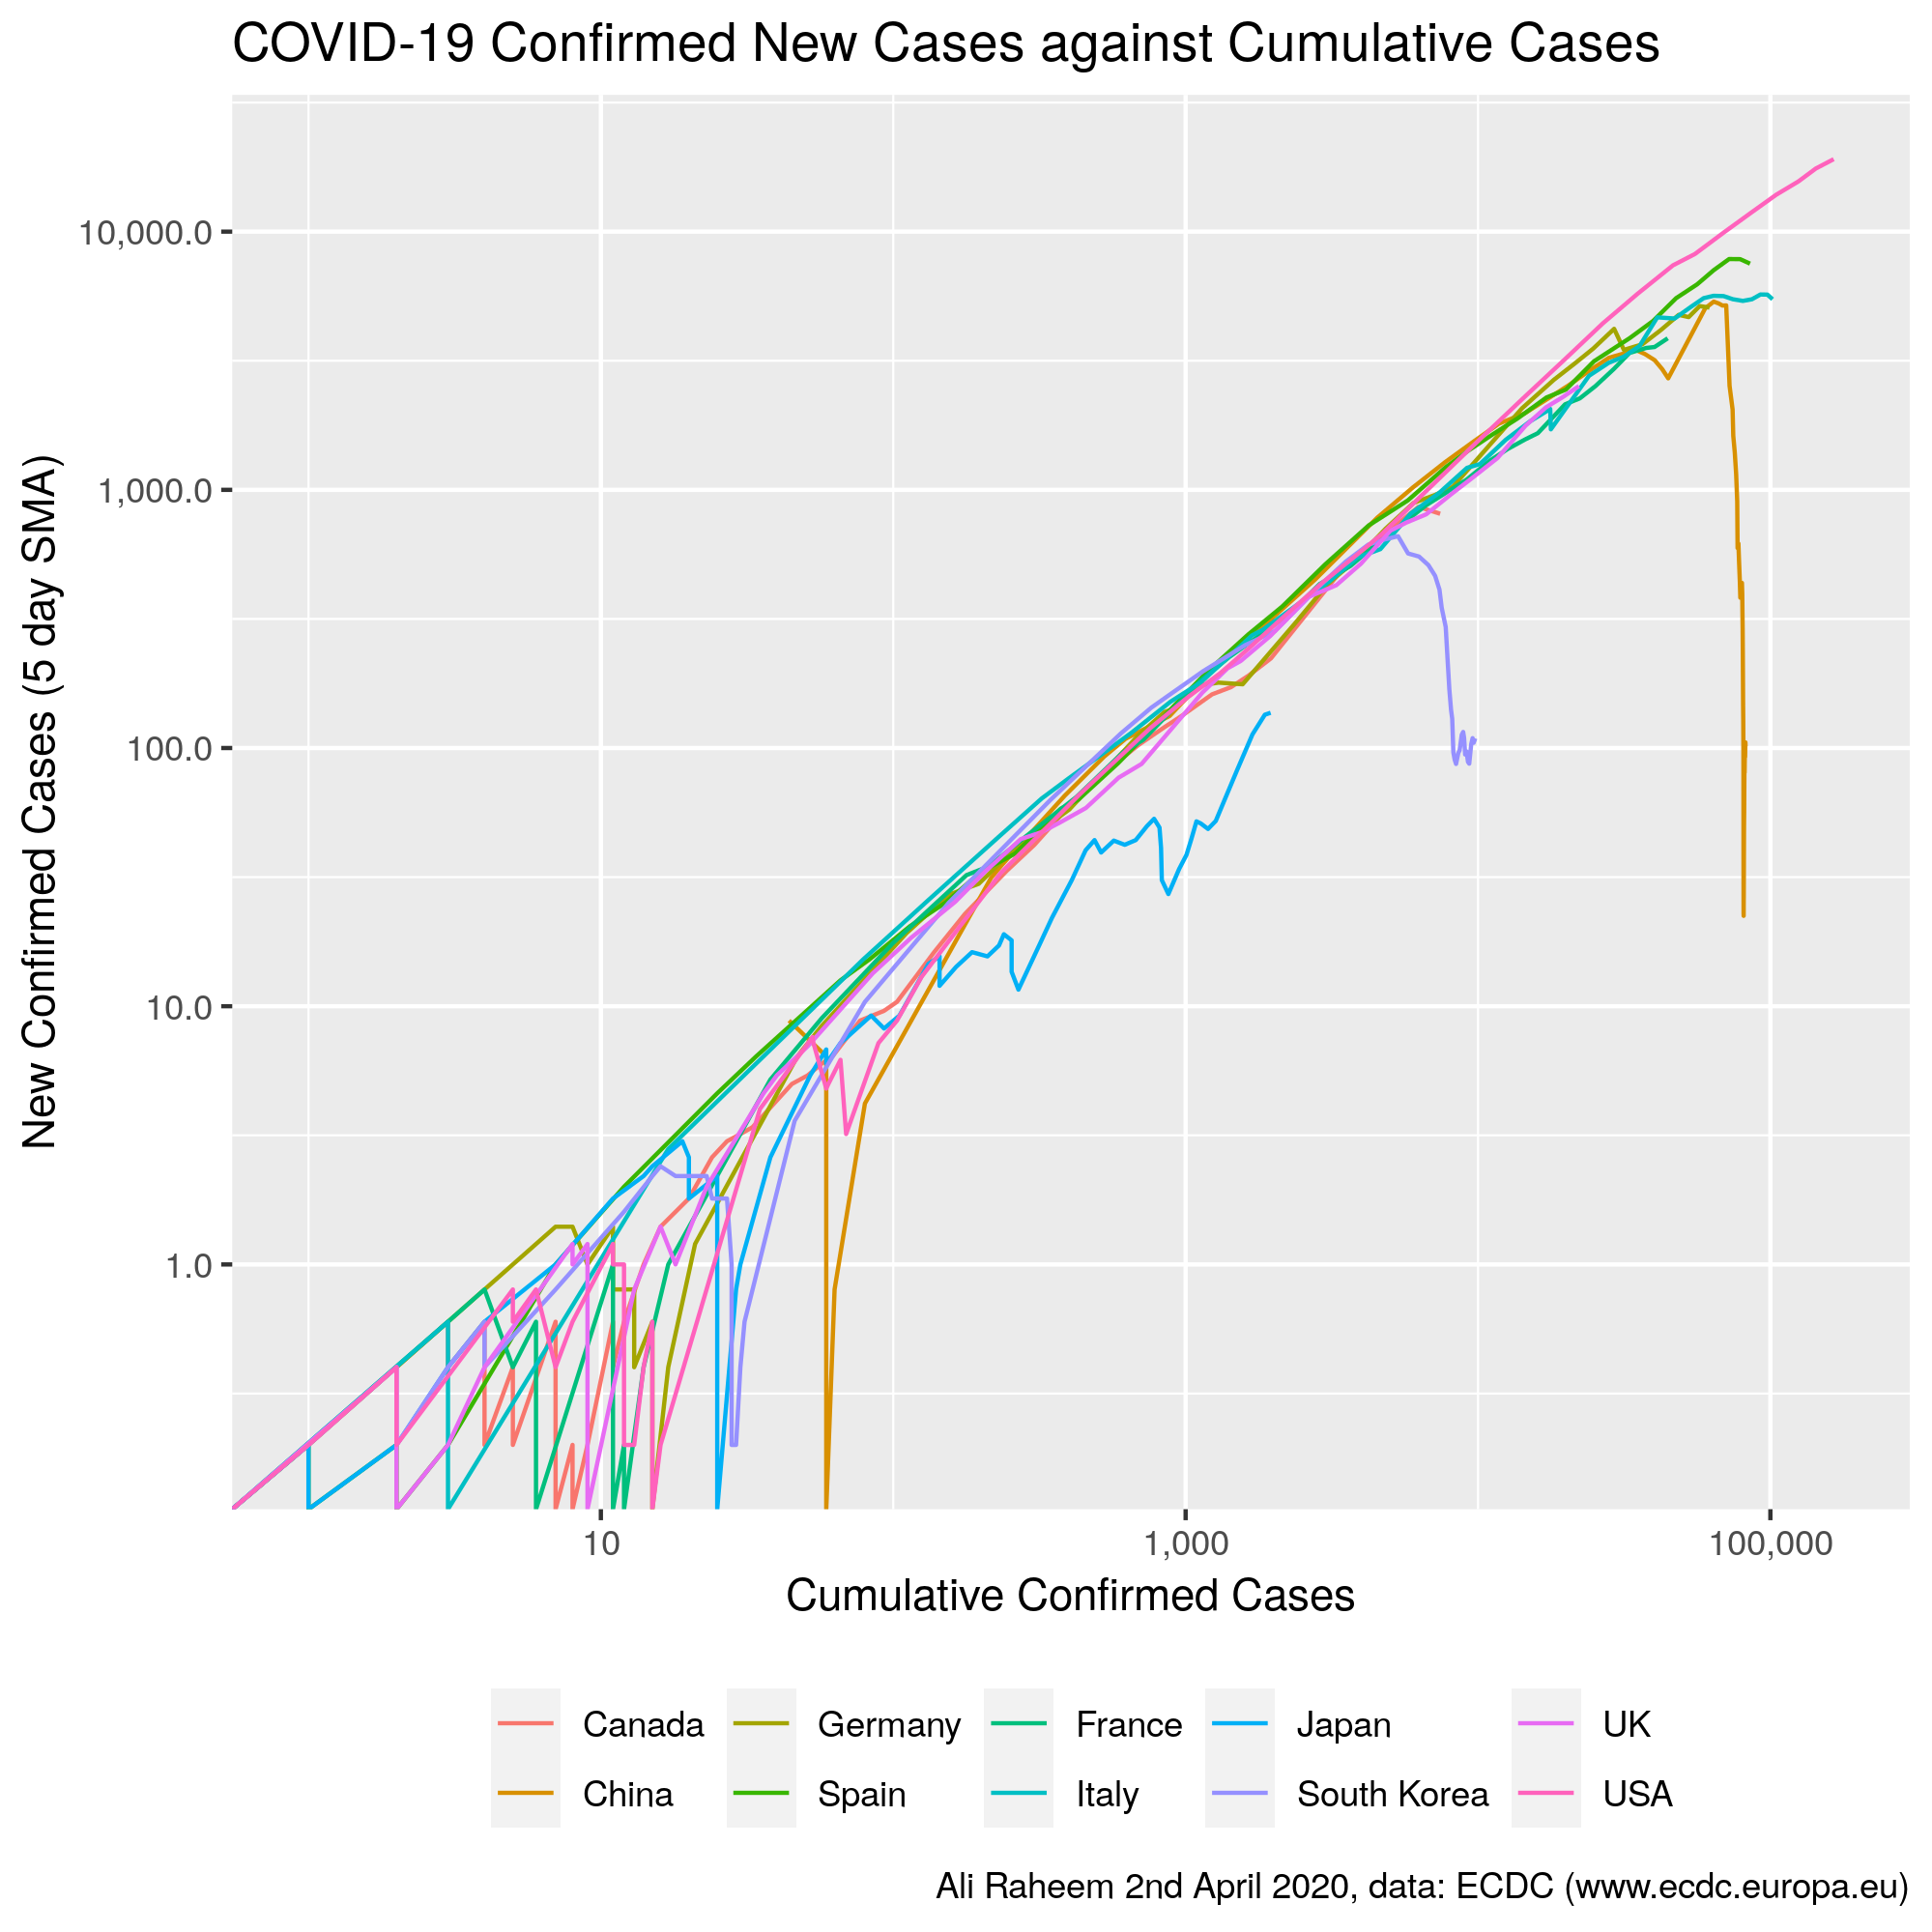 COVID-19 Confirmed New Cases against Cumulative Cases
New Confirmed Cases (5 day SMA)
10,000.0
1,000.0
100.0
10.0
1.0
10 1,000 100,000
Cumulative Confirmed Cases
Canada Germany France Japan UK
China Spain Italy South Korea USA
Ali Raheem 2nd April 2020, data: ECDC (www.ecdc.europa.eu)